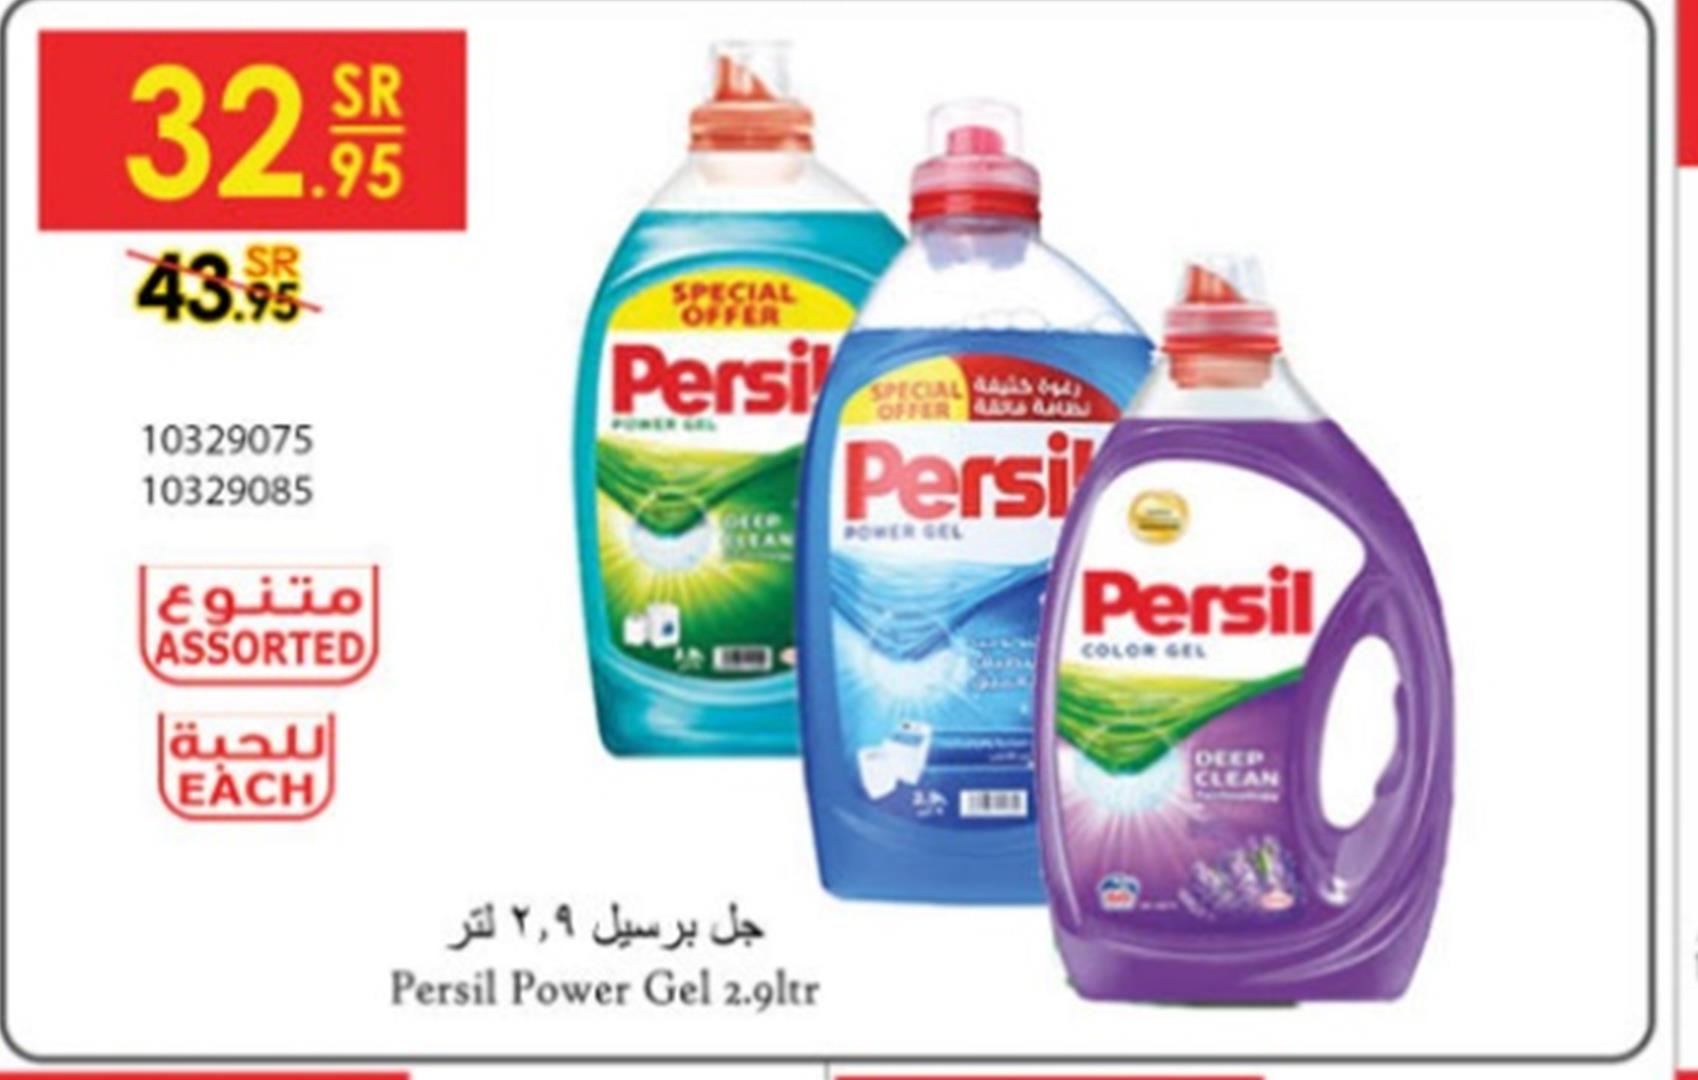 32.95 SR
43.95 SR
10329075
10329085
متنوع
ASSORTED
للحبة
EACH
SPECIAL
OFFER
Persil
POWER GEL
DEEP
CLEAN
SPECIAL
OFFER
رغوة كثيفة
نظافة فائقة
Persil
POWER GEL
Persil
COLOR GEL
DEEP
CLEAN
Technology
جل برسيل ٢,٩ لتر
Persil Power Gel 2.9ltr